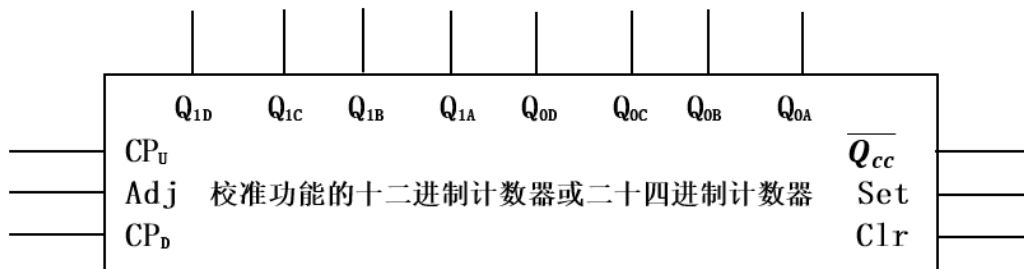 Q1D Q1C Q1B Q1A Q0D Q0C Q0B Q0A
CPU Qcc
Adj 校准功能的十二进制计数器或二十四进制计数器 Set
CPD Clr